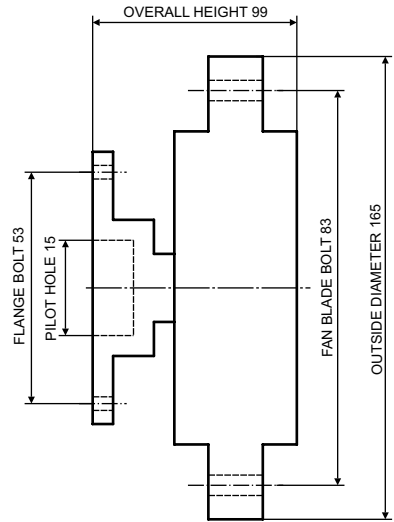 OVERALL HEIGHT 99
FLANGE BOLT 53
PILOT HOLE 15
FAN BLADE BOLT 83
OUTSIDE DIAMETER 165